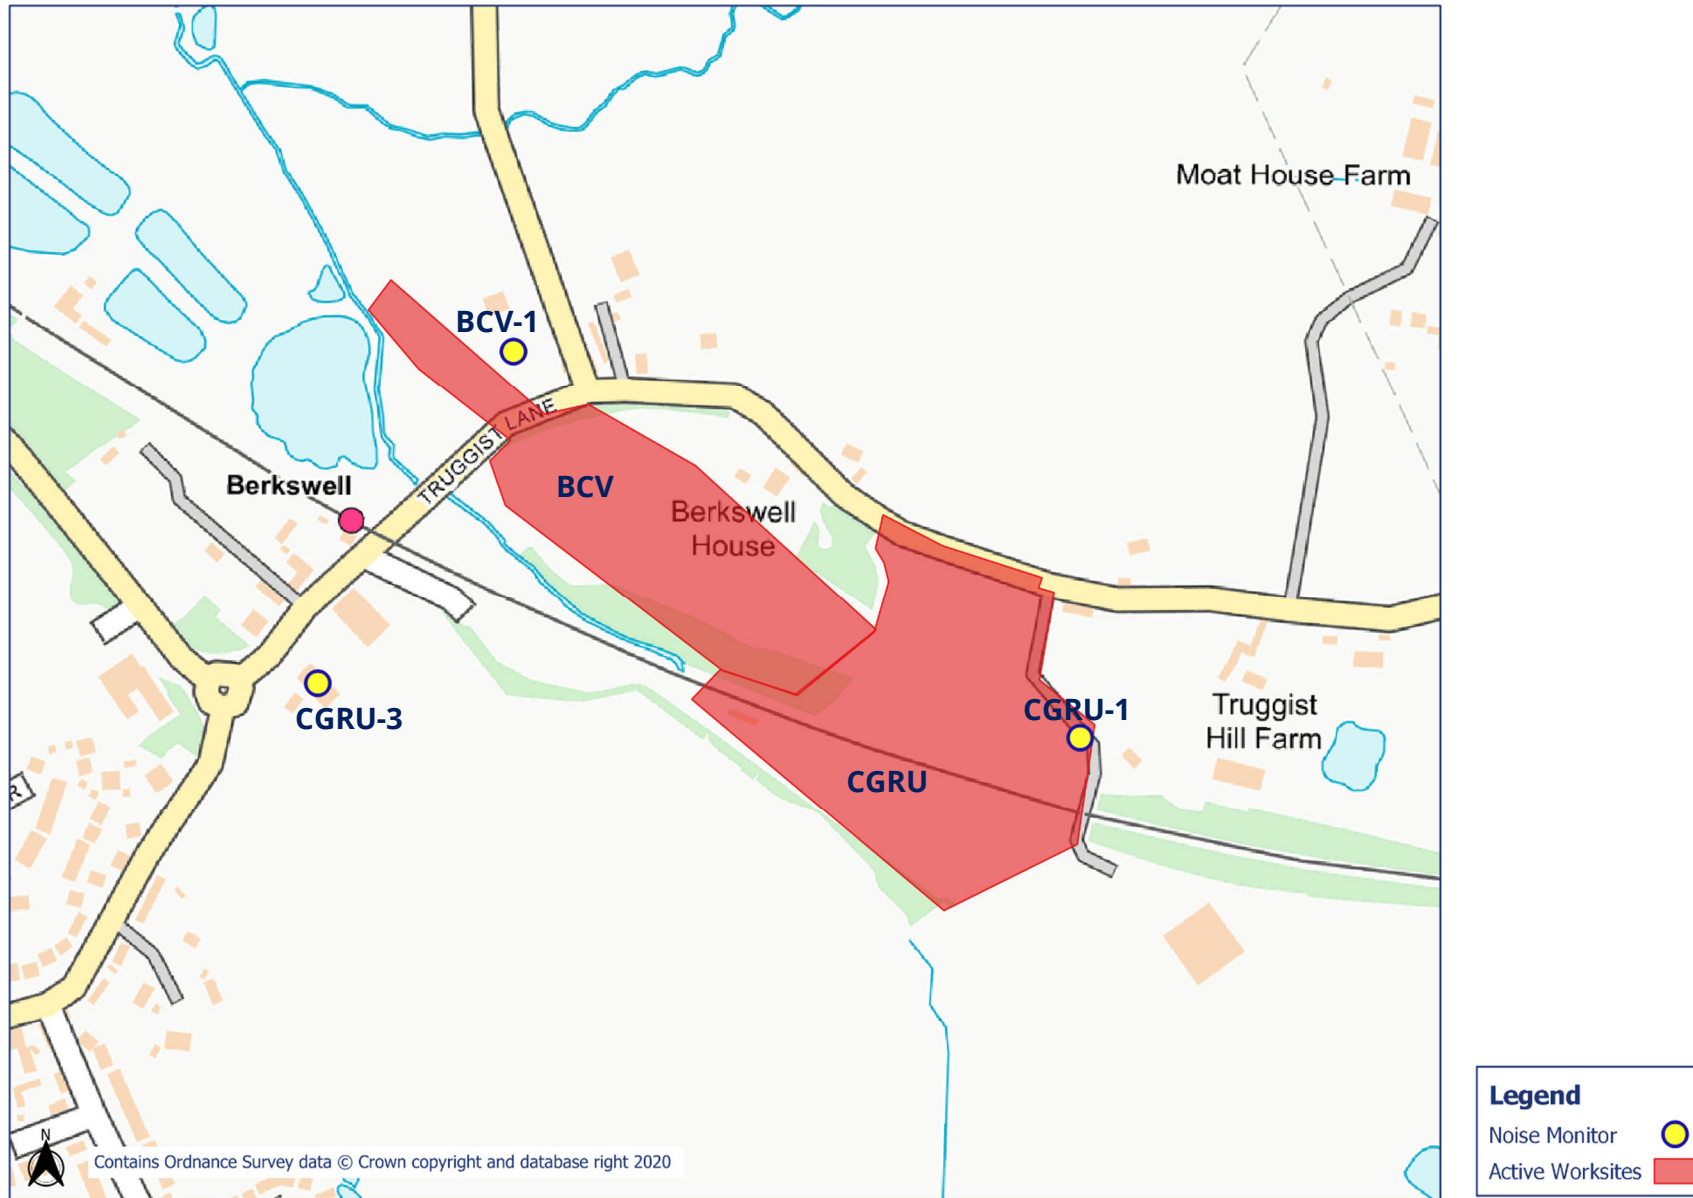 Moat House Farm
BCV-1
TRUGGIST LANE
Berkswell
BCV
Berkswell
House
CGRU-3
CGRU-1
Truggist
Hill Farm
CGRU
R
N
Contains Ordnance Survey data © Crown copyright and database right 2020
Legend
Noise Monitor
Active Worksites